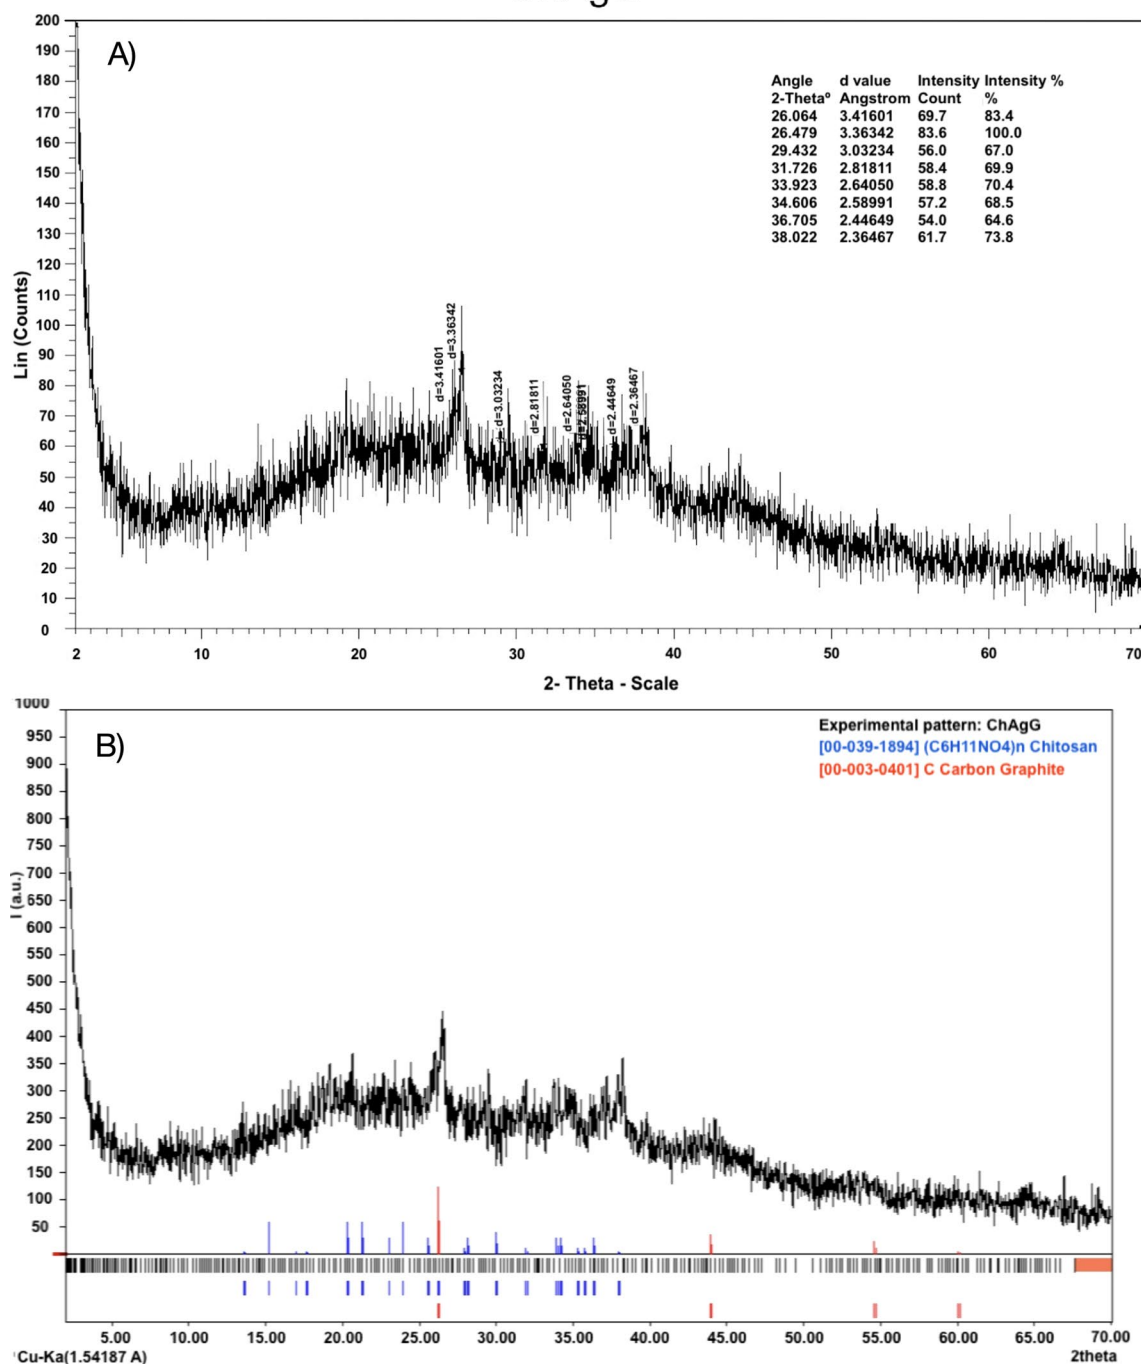 A)
200
190
180
170
160
150
140
130
120
110
100
90
80
70
60
50
40
30
20
10
0
Lin (Counts)
Angle d value Intensity Intensity %
2-Thetaº Angstrom Count %
26.064 3.41601 69.7 83.4
26.479 3.36342 83.6 100.0
29.432 3.03234 56.0 67.0
31.726 2.81811 58.4 69.9
33.923 2.64050 58.8 70.4
34.606 2.58991 57.2 68.5
36.705 2.44649 54.0 64.6
38.022 2.36467 61.7 73.8
d=3.41601
d=3.36342
d=3.03234
d=2.81811
d=2.64050
d=2.58991
d=2.44649
d=2.36467
2 10 20 30 40 50 60 70
2- Theta - Scale
B)
1000
950
900
850
800
750
700
650
600
550
500
450
400
350
300
250
200
150
100
50
I (a.u.)
Experimental pattern: ChAgG
[00-039-1894] (C6H11NO4)n Chitosan
[00-003-0401] C Carbon Graphite
5.00 10.00 15.00 20.00 25.00 30.00 35.00 40.00 45.00 50.00 55.00 60.00 65.00 70.00
Cu-Ka(1.54187 A) 2theta